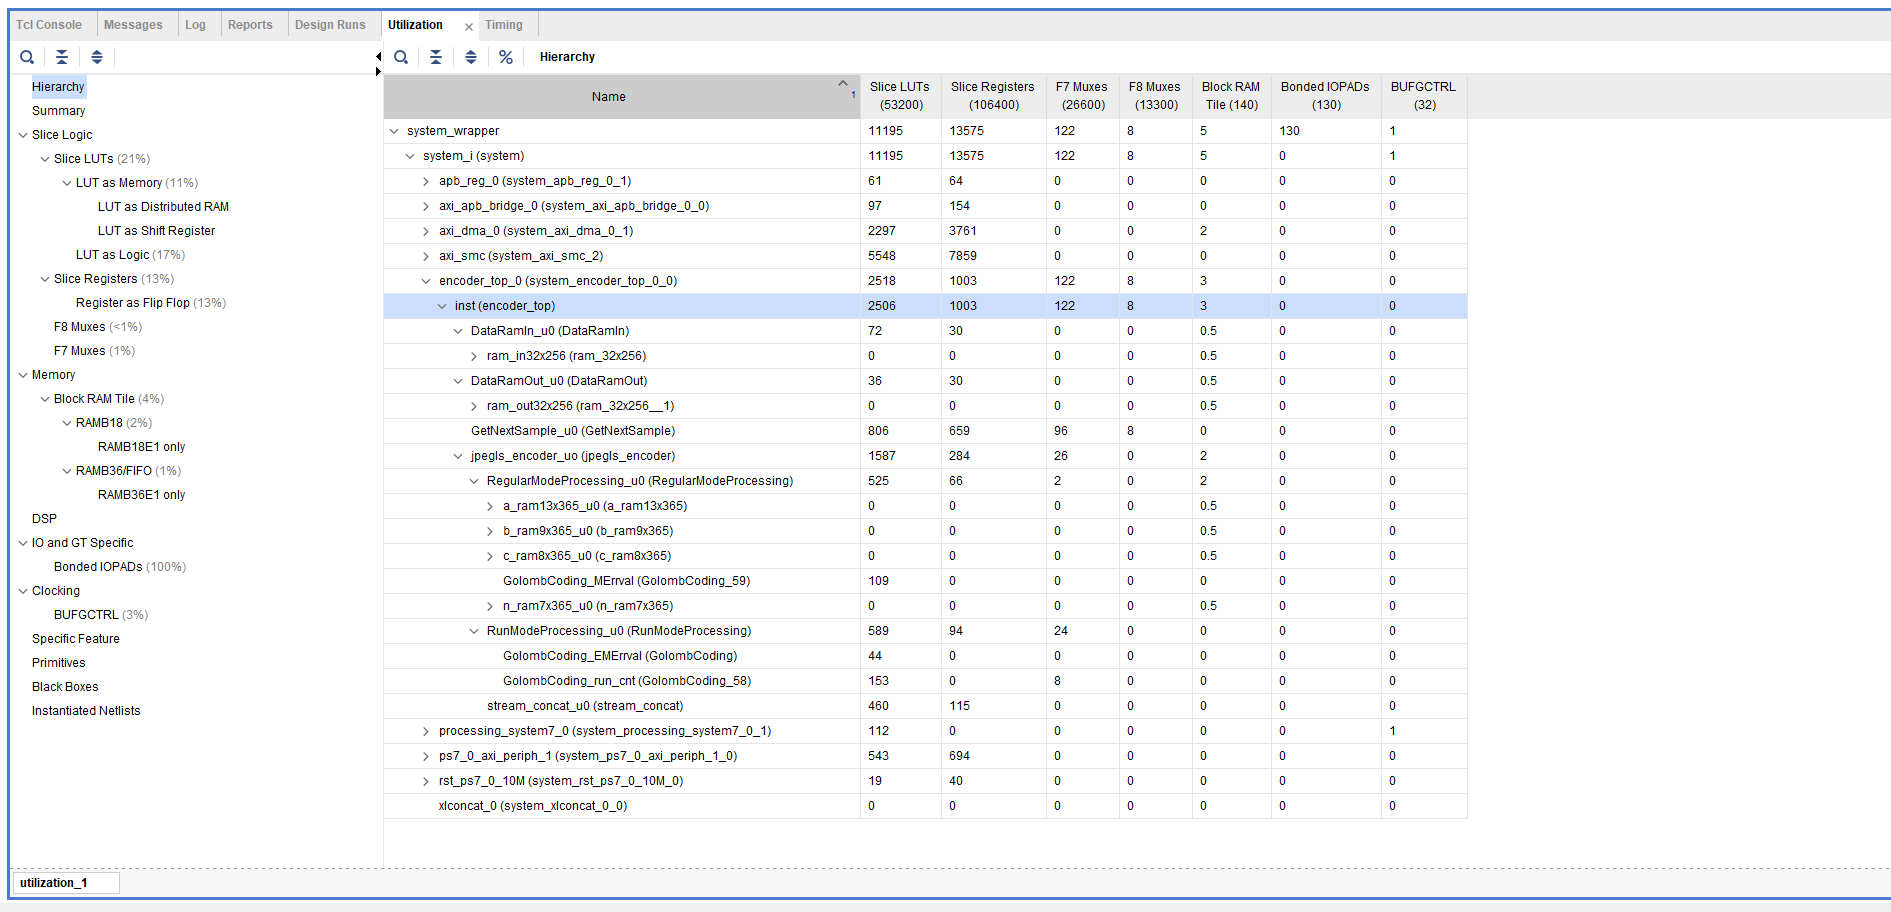 Tcl Console Messages Log Reports Design Runs Utilization × Timing
Hierarchy
Hierarchy
Summary
Slice Logic
Slice LUTs (21%)
LUT as Memory (11%)
LUT as Distributed RAM
LUT as Shift Register
LUT as Logic (17%)
Slice Registers (13%)
Register as Flip Flop (13%)
F8 Muxes (<1%)
F7 Muxes (1%)
Memory
Block RAM Tile (4%)
RAMB18 (2%)
RAMB18E1 only
RAMB36/FIFO (1%)
RAMB36E1 only
DSP
IO and GT Specific
Bonded IOPADs (100%)
Clocking
BUFGCTRL (3%)
Specific Feature
Primitives
Black Boxes
Instantiated Netlists
Name 1 Slice LUTs (53200) Slice Registers (106400) F7 Muxes (26600) F8 Muxes (13300) Block RAM Tile (140) Bonded IOPADs (130) BUFGCTRL (32)
system_wrapper 11195 13575 122 8 5 130 1
system_i (system) 11195 13575 122 8 5 0 1
apb_reg_0 (system_apb_reg_0_1) 61 64 0 0 0 0 0
axi_apb_bridge_0 (system_axi_apb_bridge_0_0) 97 154 0 0 0 0 0
axi_dma_0 (system_axi_dma_0_1) 2297 3761 0 0 2 0 0
axi_smc (system_axi_smc_2) 5548 7859 0 0 0 0 0
encoder_top_0 (system_encoder_top_0_0) 2518 1003 122 8 3 0 0
inst (encoder_top) 2506 1003 122 8 3 0 0
DataRamIn_u0 (DataRamIn) 72 30 0 0 0.5 0 0
ram_in32x256 (ram_32x256) 0 0 0 0 0.5 0 0
DataRamOut_u0 (DataRamOut) 36 30 0 0 0.5 0 0
ram_out32x256 (ram_32x256__1) 0 0 0 0 0.5 0 0
GetNextSample_u0 (GetNextSample) 806 659 96 8 0 0 0
jpegls_encoder_uo (jpegls_encoder) 1587 284 26 0 2 0 0
RegularModeProcessing_u0 (RegularModeProcessing) 525 66 2 0 2 0 0
a_ram13x365_u0 (a_ram13x365) 0 0 0 0 0.5 0 0
b_ram9x365_u0 (b_ram9x365) 0 0 0 0 0.5 0 0
c_ram8x365_u0 (c_ram8x365) 0 0 0 0 0.5 0 0
GolombCoding_MErrval (GolombCoding_59) 109 0 0 0 0 0 0
n_ram7x365_u0 (n_ram7x365) 0 0 0 0 0.5 0 0
RunModeProcessing_u0 (RunModeProcessing) 589 94 24 0 0 0 0
GolombCoding_EMErrval (GolombCoding) 44 0 0 0 0 0 0
GolombCoding_run_cnt (GolombCoding_58) 153 0 8 0 0 0 0
stream_concat_u0 (stream_concat) 460 115 0 0 0 0 0
processing_system7_0 (system_processing_system7_0_1) 112 0 0 0 0 0 1
ps7_0_axi_periph_1 (system_ps7_0_axi_periph_1_0) 543 694 0 0 0 0 0
rst_ps7_0_10M (system_rst_ps7_0_10M_0) 19 40 0 0 0 0 0
xlconcat_0 (system_xlconcat_0_0) 0 0 0 0 0 0 0
utilization_1